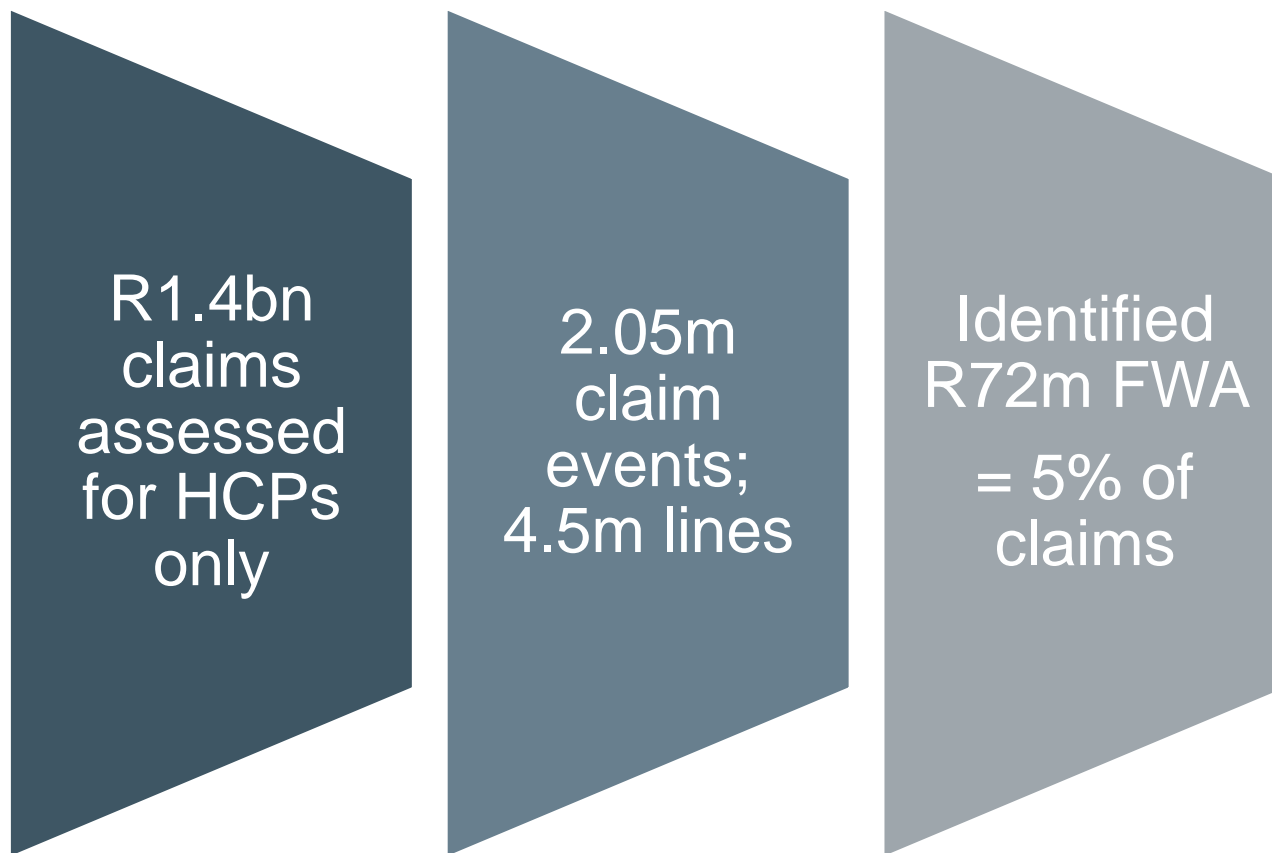 R1.4bn
claims
assessed
for HCPs
only
2.05m
claim
events;
4.5m lines
Identified
R72m FWA
= 5% of
claims